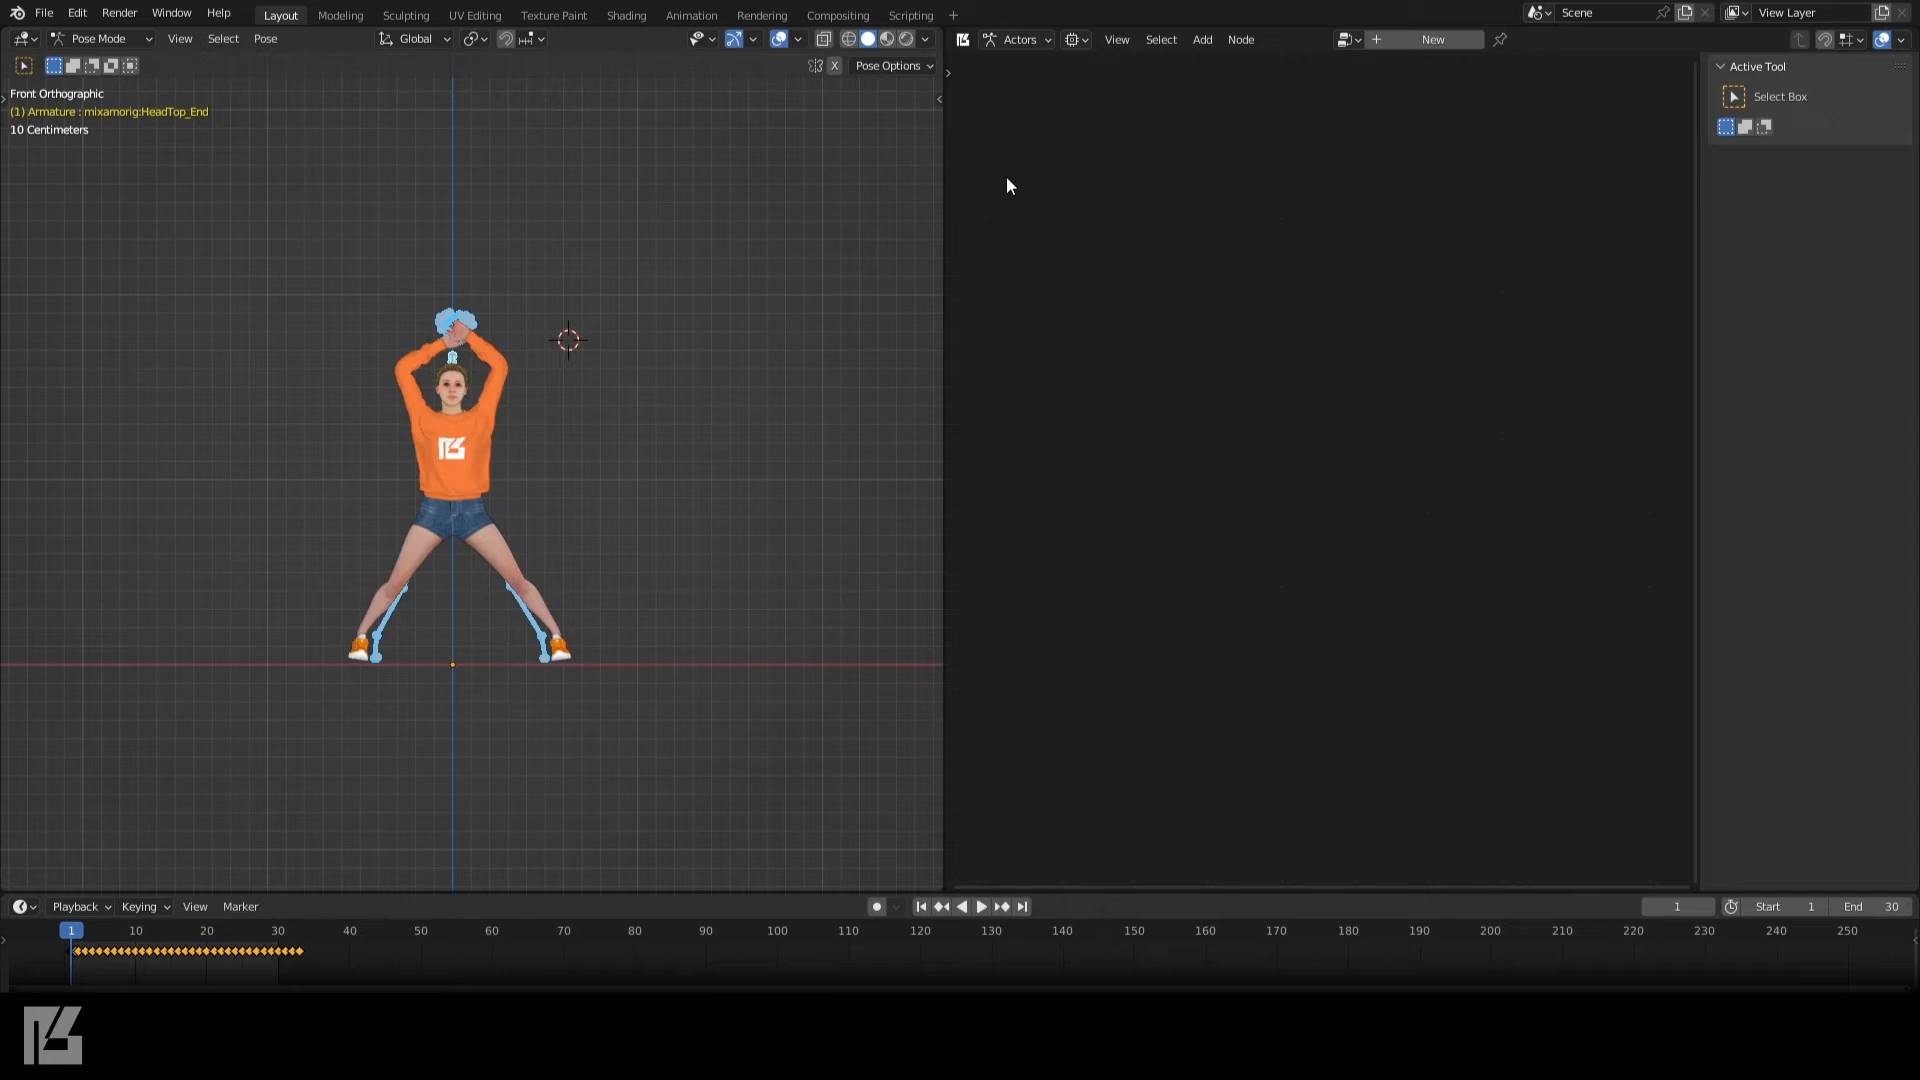 File Edit Render Window Help Layout Modeling Sculpting UV Editing Texture Paint Shading Animation Rendering Compositing Scripting Scene View Layer
Pose Mode View Select Pose Global Actors View Select Add Node New
X Pose Options Active Tool
Front Orthographic
(1) Armature : mixamorig:HeadTop_End
10 Centimeters
Select Box
Playback Keying View Marker 1 Start 1 End 30
1 10 20 30 40 50 60 70 80 90 100 110 120 130 140 150 160 170 180 190 200 210 220 230 240 250